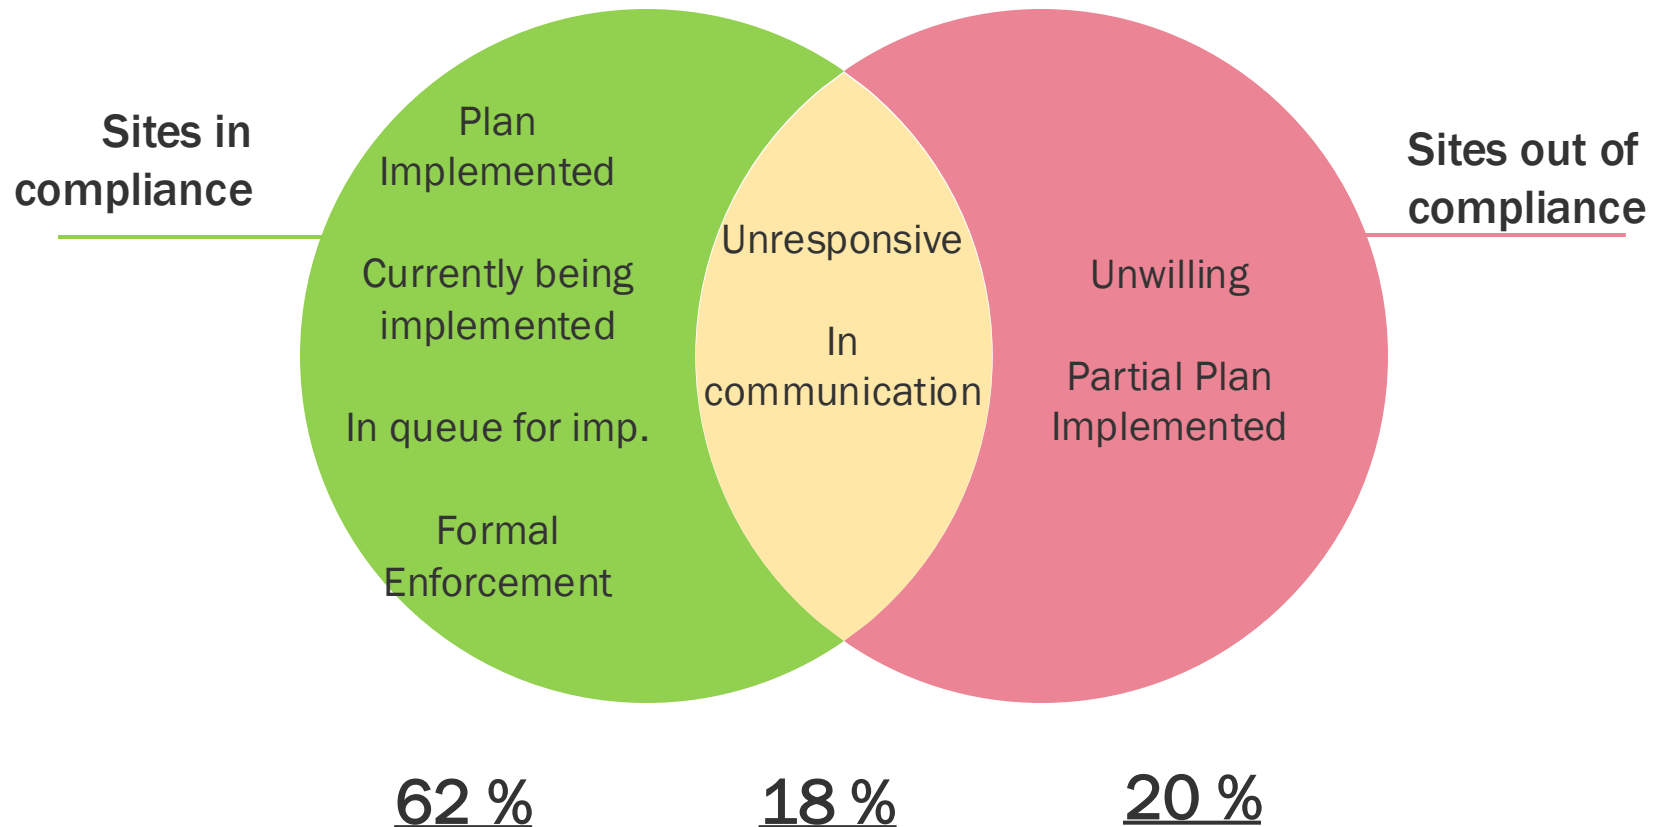 Sites in
compliance
Plan
Implemented
Currently being
implemented
In queue for imp.
Formal
Enforcement
Unresponsive
In
communication
Unwilling
Partial Plan
Implemented
Sites out of
compliance
62 %
18 %
20 %